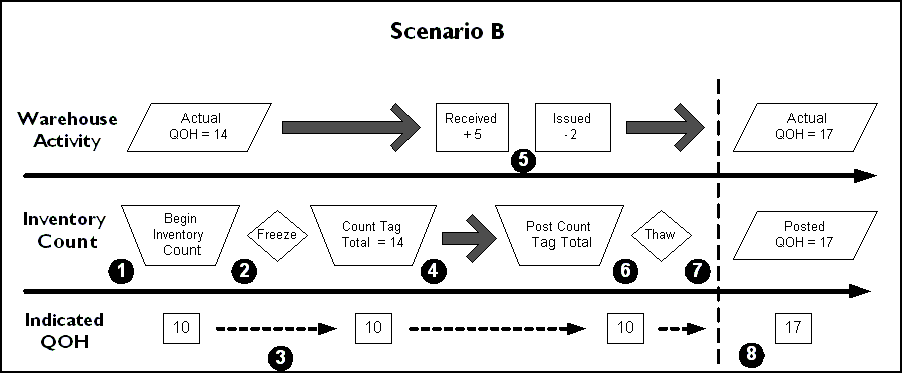 Scenario B
Warehouse
Activity
Actual
QOH = 14
Received
+ 5
Issued
- 2
Actual
QOH = 17
5
Inventory
Count
Begin
Inventory
Count
Freeze
Count Tag
Total = 14
Post Count
Tag Total
Thaw
Posted
QOH = 17
1
2
4
6
7
Indicated
QOH
10
10
10
17
3
8